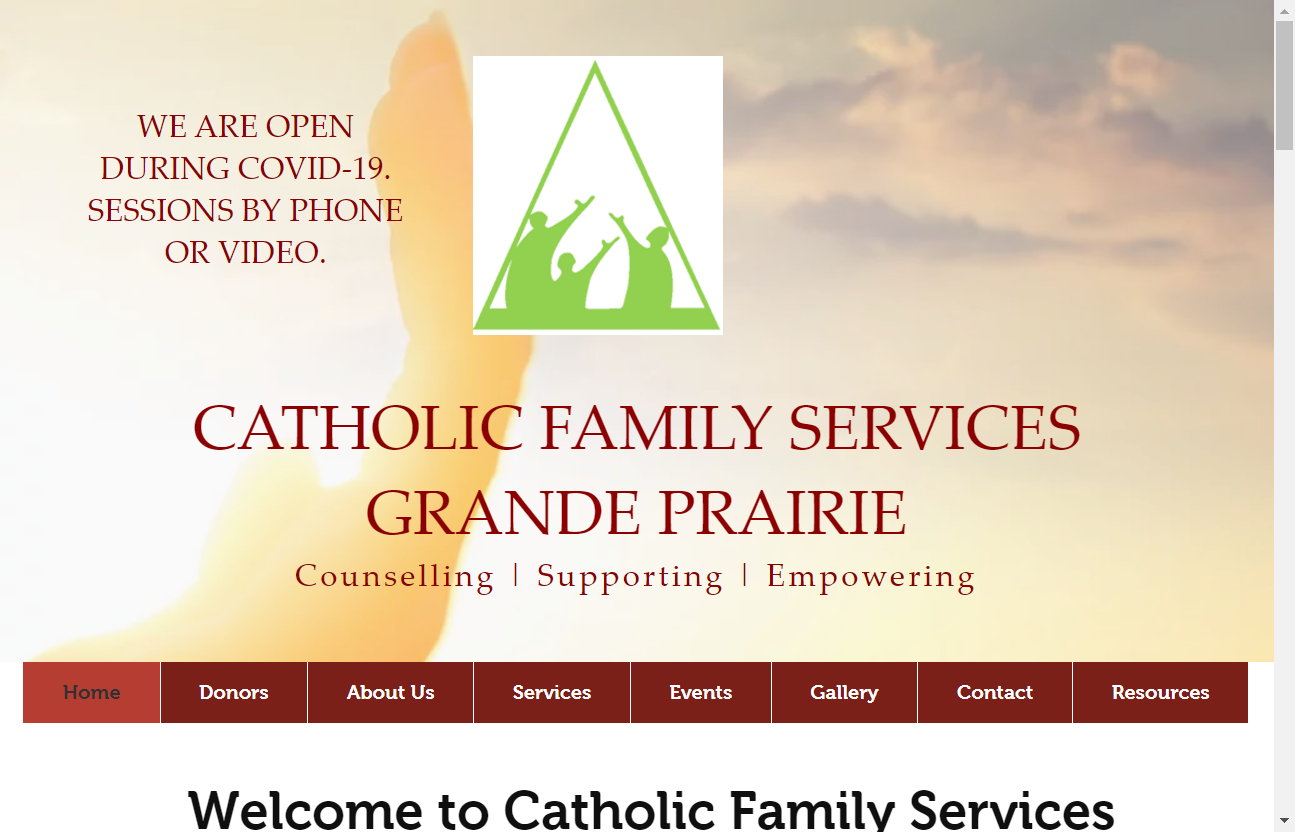 WE ARE OPEN
DURING COVID-19.
SESSIONS BY PHONE
OR VIDEO.
CATHOLIC FAMILY SERVICES
GRANDE PRAIRIE
Counselling | Supporting | Empowering
Home Donors About Us Services Events Gallery Contact Resources
Welcome to Catholic Family Services